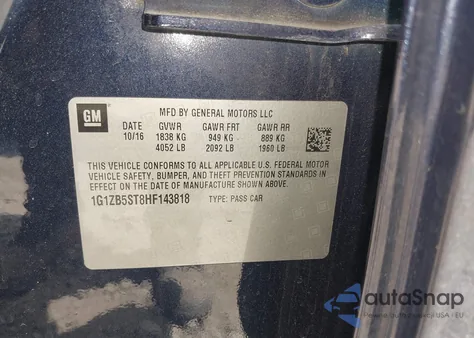 GM
MFD BY GENERAL MOTORS LLC
DATE GVWR GAWR FRT GAWR RR
10/16 1838 KG 949 KG 889 KG
4052 LB 2092 LB 1960 LB
THIS VEHICLE CONFORMS TO ALL APPLICABLE U.S. FEDERAL MOTOR
VEHICLE SAFETY, BUMPER, AND THEFT PREVENTION STANDARDS IN
EFFECT ON THE DATE OF MANUFACTURE SHOWN ABOVE.
1G1ZB5ST8HF143818 TYPE: PASS CAR
autoSnap
USA - EU